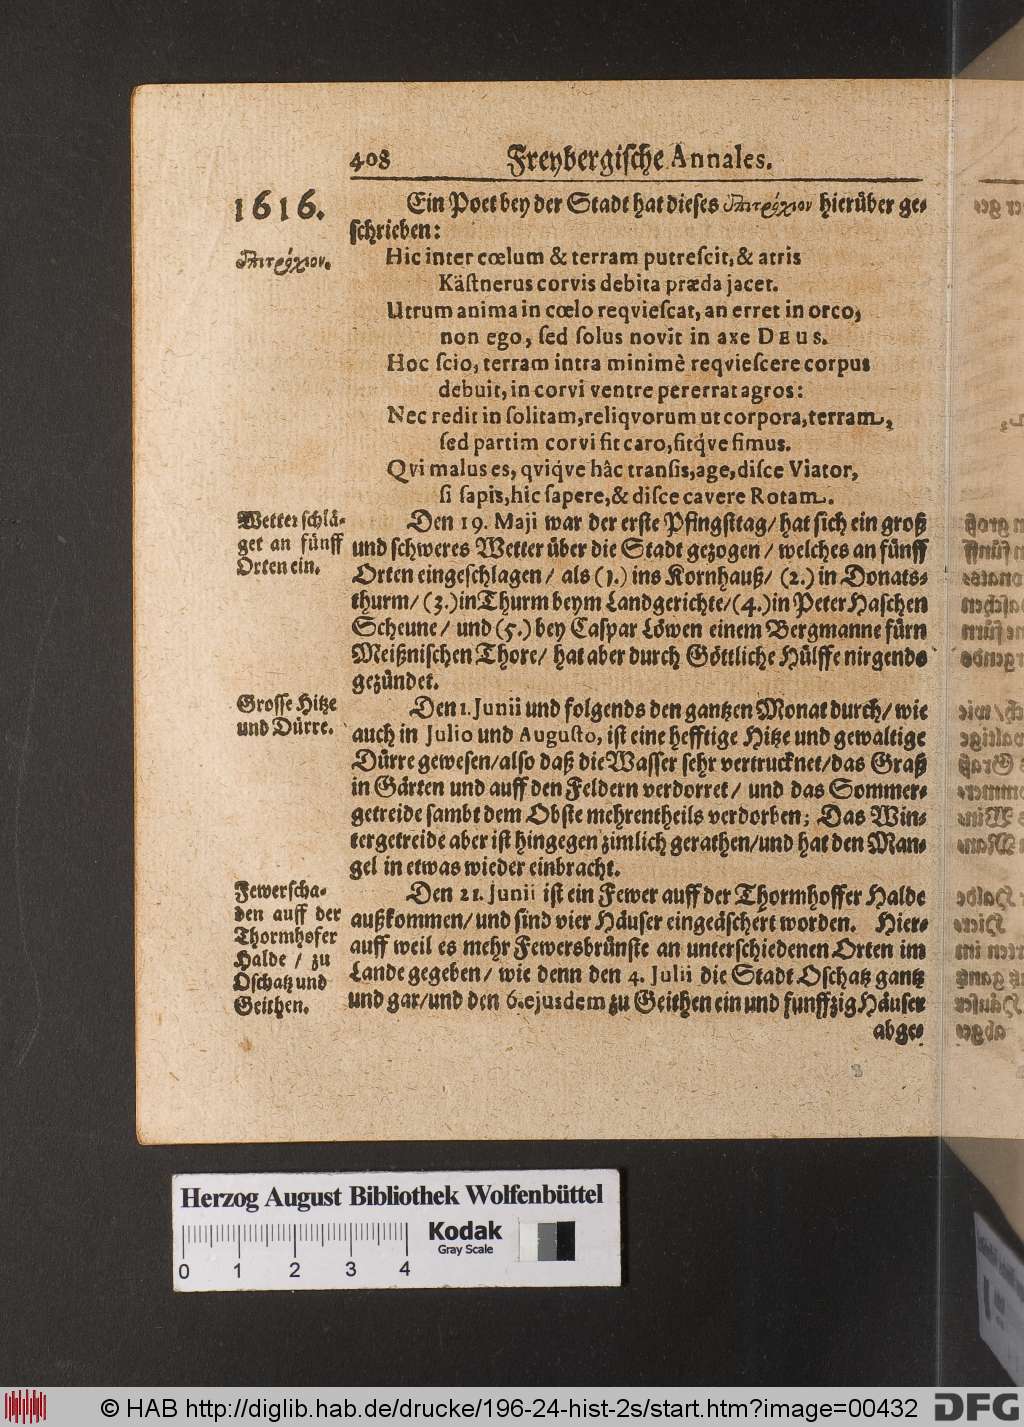 408 Freybergische Annales.
1616.
Ein Poet bey der Stadt hat dieses ἐπιτρόχιον hierüber ge⸗
schrieben:
ἐπιτρόχιον.
Hic inter cœlum & terram putreſcit, & atris
Käſtnerus corvis debita præda jacet.
Utrum anima in cœlo reqvieſcat, an erret in orco,
non ego, ſed ſolus novit in axe DEUS.
Hoc ſcio, terram intra minimè reqvieſcere corpus
debuit, in corvi ventre pererrat agros:
Nec redit in ſolitam, reliqvorum ut corpora, terram,
ſed partim corvi fit caro, fitq́ve fimus.
Qvi malus es, qviq́ve hâc tranſis, age, diſce Viator,
ſi ſapis, hic ſapere, & diſce cavere Rotam.
Wetter ſchlä⸗
get an fünff
Orten ein.
Den 19. Maji war der erſte Pfingſttag/ hat ſich ein groß
und ſchweres Wetter über die Stadt gezogen/ welches an fünff
Orten eingeſchlagen/ als (1.) ins Kornhauß/ (2.) in Donats⸗
thurm/ (3.) in Thurm beym Landgerichte/ (4.) in Peter Haſchen
Scheune/ und (5.) bey Caſpar Löwen einem Bergmanne fürn
Meißniſchen Thore/ hat aber durch Göttliche Hülffe nirgends
gezündet.
Groſſe Hitze
und Dürre.
Den 1. Junii und folgends den gantzen Monat durch/ wie
auch in Julio und Auguſto, iſt eine hefftige Hitze und gewaltige
Dürre geweſen/ alſo daß die Waſſer ſehr vertrucknet/ das Graß
in Gärten und auff den Feldern verdorret/ und das Sommer⸗
getreide ſambt dem Obſte mehrentheils verdorben; Das Win⸗
tergetreide aber iſt hingegen zimlich gerathen/ und hat den Man⸗
gel in etwas wieder einbracht.
Fewerſcha⸗
den auff der
Thormhofer
Halde / zu
Oſchatz und
Geithen.
Den 21. Junii iſt ein Fewer auff der Thormhoffer Halde
außkommen/ und ſind vier Häuſer eingeäſchert worden. Hier⸗
auff weil es mehr Fewersbrünſte an unterſchiedenen Orten im
Lande gegeben/ wie denn den 4. Julii die Stadt Oſchatz gantz
und gar/ und den 6. ejusdem zu Geithen ein und funffzig Häuſer
abge⸗
Herzog August Bibliothek Wolfenbüttel
Kodak
Gray Scale
0 1 2 3 4
© HAB http://diglib.hab.de/drucke/196-24-hist-2s/start.htm?image=00432
DFG